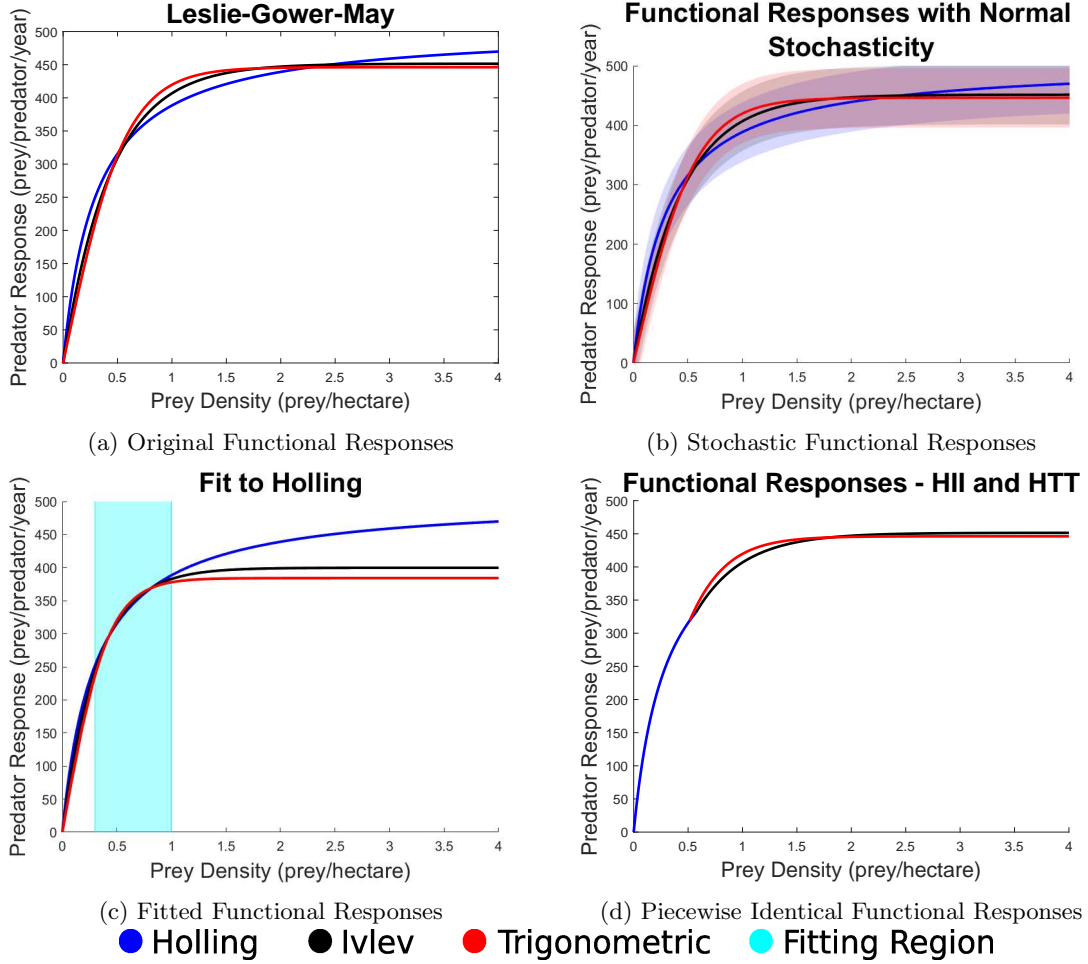 Leslie-Gower-May
Predator Response (prey/predator/year)
500
450
400
350
300
250
200
150
100
50
0
0 0.5 1 1.5 2 2.5 3 3.5 4
Prey Density (prey/hectare)
(a) Original Functional Responses
Functional Responses with Normal
Stochasticity
Predator Response (prey/predator/year)
500
400
300
200
100
0
0 0.5 1 1.5 2 2.5 3 3.5 4
Prey Density (prey/hectare)
(b) Stochastic Functional Responses
Fit to Holling
Predator Response (prey/predator/year)
500
450
400
350
300
250
200
150
100
50
0
0 0.5 1 1.5 2 2.5 3 3.5 4
Prey Density (prey/hectare)
(c) Fitted Functional Responses
Functional Responses - HII and HTT
Predator Response (prey/predator/year)
500
450
400
350
300
250
200
150
100
50
0
0 0.5 1 1.5 2 2.5 3 3.5 4
Prey Density (prey/hectare)
(d) Piecewise Identical Functional Responses
Holling Ivlev Trigonometric Fitting Region